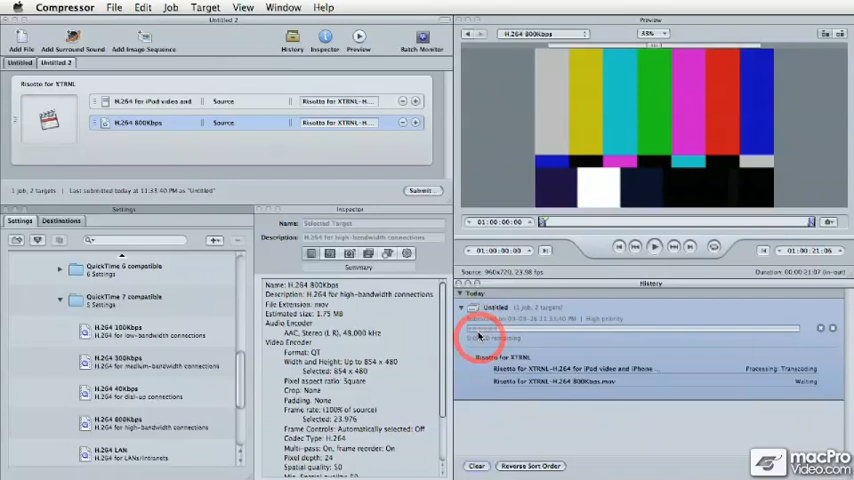 Compressor File Edit Job Target View Window Help
Untitled 2
Add File Add Surround Sound Add Image Sequence History Inspector Preview Batch Monitor
Untitled Untitled 2
Risotto for XTRNL
H.264 for iPod video and Source Risotto for XTRNL-H....
H.264 800Kbps Source Risotto for XTRNL-H....
1 job, 2 targets Last submitted today at 11:33:40 PM as "Untitled"
Submit...
Settings
Settings Destinations
QuickTime 6 compatible
6 Settings
QuickTime 7 compatible
5 Settings
H.264 100Kbps
for low-bandwidth connections
H.264 300Kbps
for medium-bandwidth connections
H.264 40Kbps
for dial-up connections
H.264 800Kbps
for high-bandwidth connections
H.264 LAN
for LANs/Intranets
Inspector
Name: Selected Target
Description: H.264 for high-bandwidth connections
Summary
Name: H.264 800Kbps
Description: H.264 for high-bandwidth connections
File Extension: mov
Estimated size: 1.75 MB
Audio Encoder
AAC, Stereo (L R), 48.000 kHz
Video Encoder
Format: QT
Width and Height: Up to 854 x 480
Selected: 854 x 480
Pixel aspect ratio: Square
Crop: None
Padding: None
Frame rate: (100% of source)
Selected: 23.976
Frame Controls: Automatically selected: Off
Codec Type: H.264
Multi-pass: On, frame reorder: On
Pixel depth: 24
Spatial quality: 50
Preview
H.264 800Kbps 33%
01:00:00:00
01:00:00:00 01:00:21:06
Source: 960x720, 23.98 fps Duration: 00:00:21:07 (in-out)
History
Today
Untitled (1 job, 2 targets)
11:33:40 PM | High priority
remaining
Risotto for XTRNL
Risotto for XTRNL-H.264 for iPod video and iPhone Processing: Transcoding
Risotto for XTRNL-H.264 800Kbps.mov Waiting
Clear Reverse Sort Order
macPro
Video.com